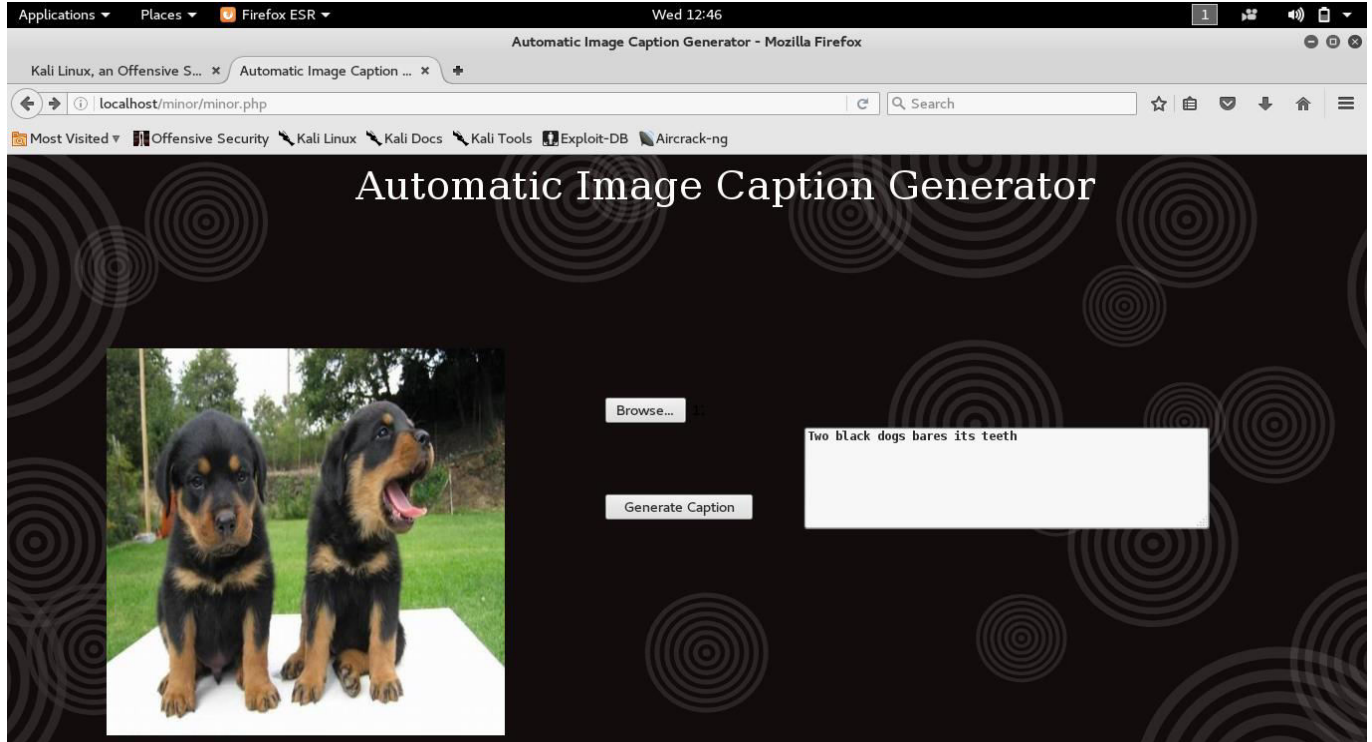 Applications Places Firefox ESR Wed 12:46 1
Automatic Image Caption Generator - Mozilla Firefox
Kali Linux, an Offensive S... Automatic Image Caption ...
localhost/minor/minor.php Search
Most Visited Offensive Security Kali Linux Kali Docs Kali Tools Exploit-DB Aircrack-ng
Automatic Image Caption Generator
Browse...
Two black dogs bares its teeth
Generate Caption